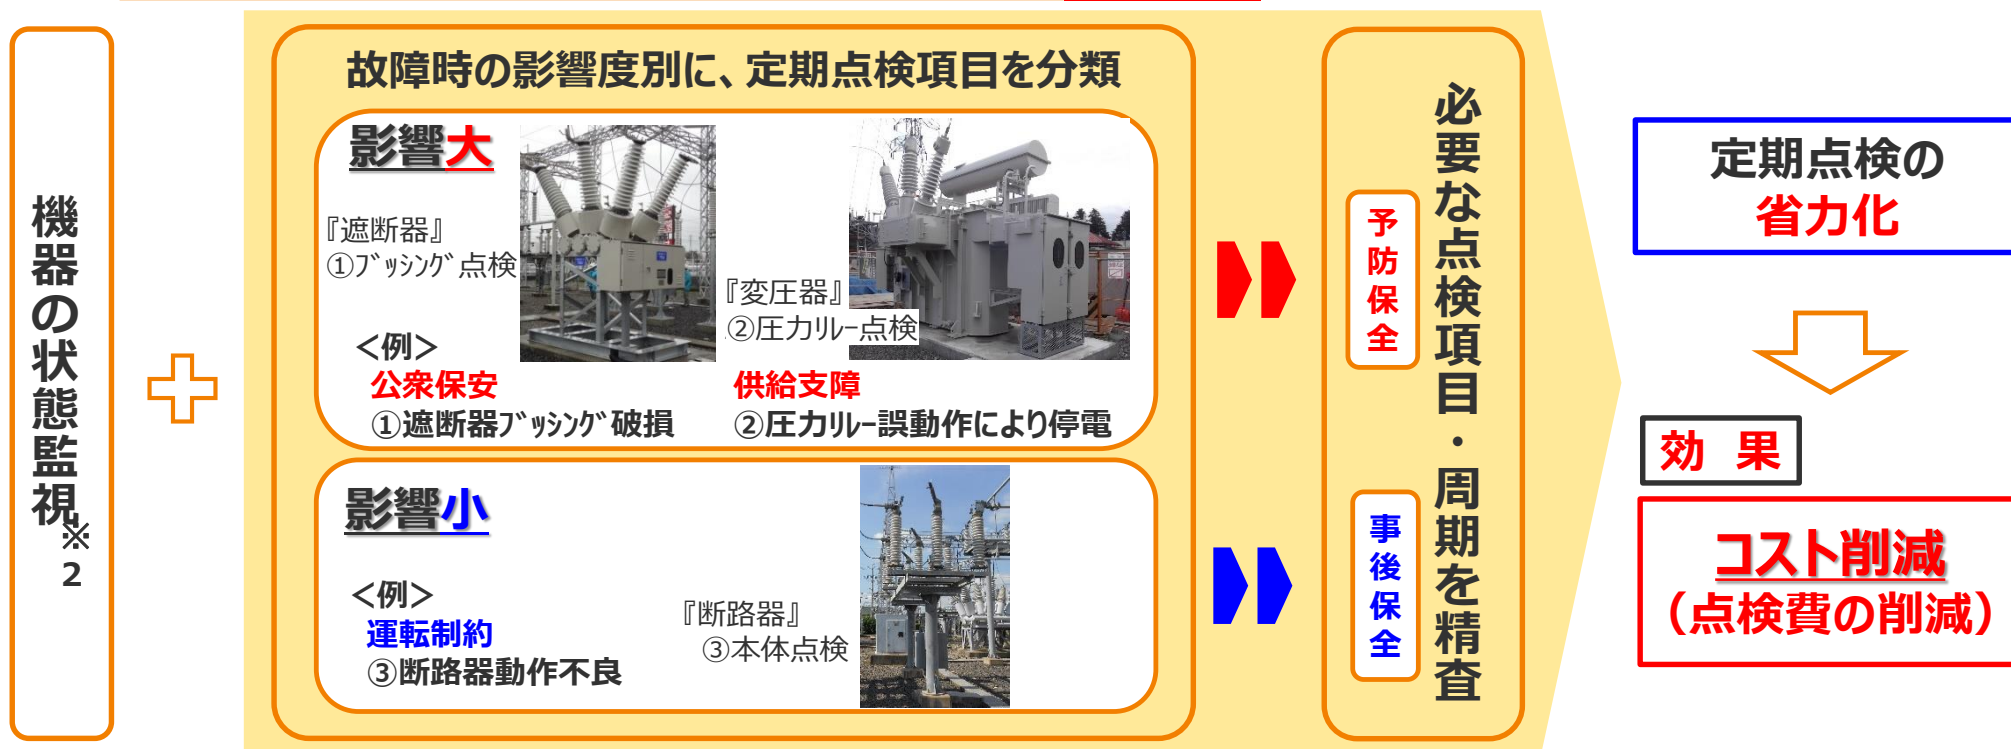 機器の状態監視※2
故障時の影響度別に、定期点検項目を分類
影響大
『遮断器』
①ﾌﾞｯｼﾝｸﾞ点検
『変圧器』
②圧力ﾘﾚｰ点検
＜例＞
公衆保安
①遮断器ﾌﾞｯｼﾝｸﾞ破損
供給支障
②圧力ﾘﾚｰ誤動作により停電
影響小
＜例＞
運転制約
③断路器動作不良
『断路器』
③本体点検
必要な点検項目・周期を精査
予防保全
事後保全
定期点検の
省力化
効 果
コスト削減
（点検費の削減）